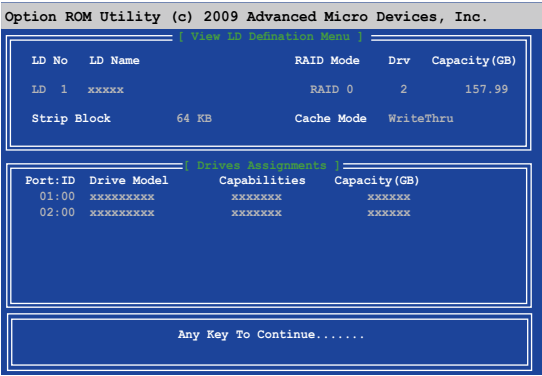 Option ROM Utility (c) 2009 Advanced Micro Devices, Inc.
[ View LD Defination Menu ]
LD No LD Name RAID Mode Drv Capacity(GB)
LD 1 xxxxx RAID 0 2 157.99
Strip Block 64 KB Cache Mode WriteThru
[ Drives Assignments ]
Port:ID Drive Model Capabilities Capacity(GB)
01:00 xxxxxxxxx xxxxxxx xxxxxx
02:00 xxxxxxxxx xxxxxxx xxxxxx
Any Key To Continue.......